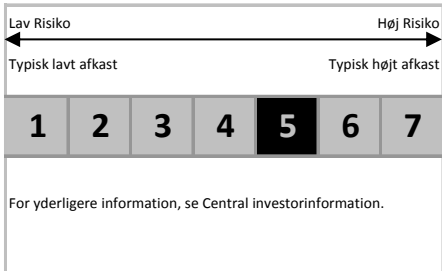 Lav Risiko Høj Risiko
Typisk lavt afkast Typisk højt afkast
1 2 3 4 5 6 7
For yderligere information, se Central investorinformation.